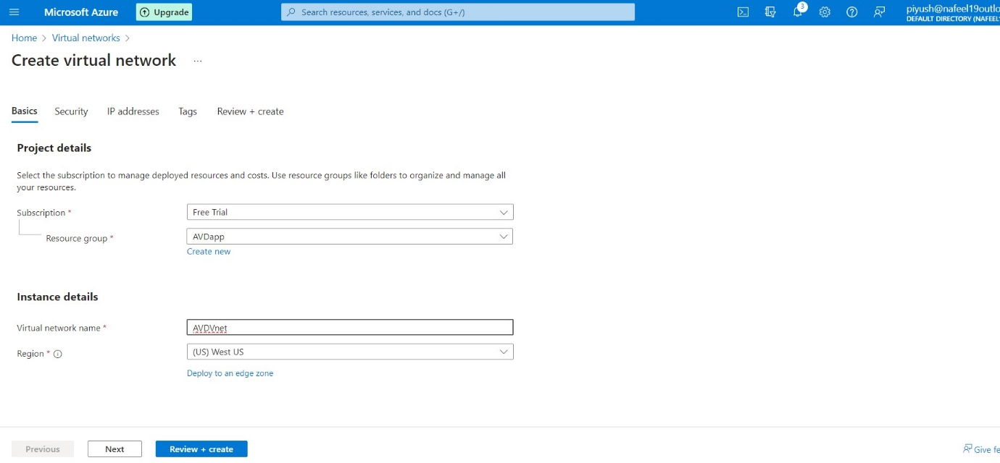 Microsoft Azure
Upgrade
Search resources, services, and docs (G+/)
3
piyush@nafeel19outlo
DEFAULT DIRECTORY (NAFEEL
Home > Virtual networks >
Create virtual network ...
Basics Security IP addresses Tags Review + create
Project details
Select the subscription to manage deployed resources and costs. Use resource groups like folders to organize and manage all
your resources.
Subscription * Free Trial
Resource group * AVDapp
Create new
Instance details
Virtual network name * AVDVnet
Region * (US) West US
Deploy to an edge zone
Previous Next Review + create
Give fe